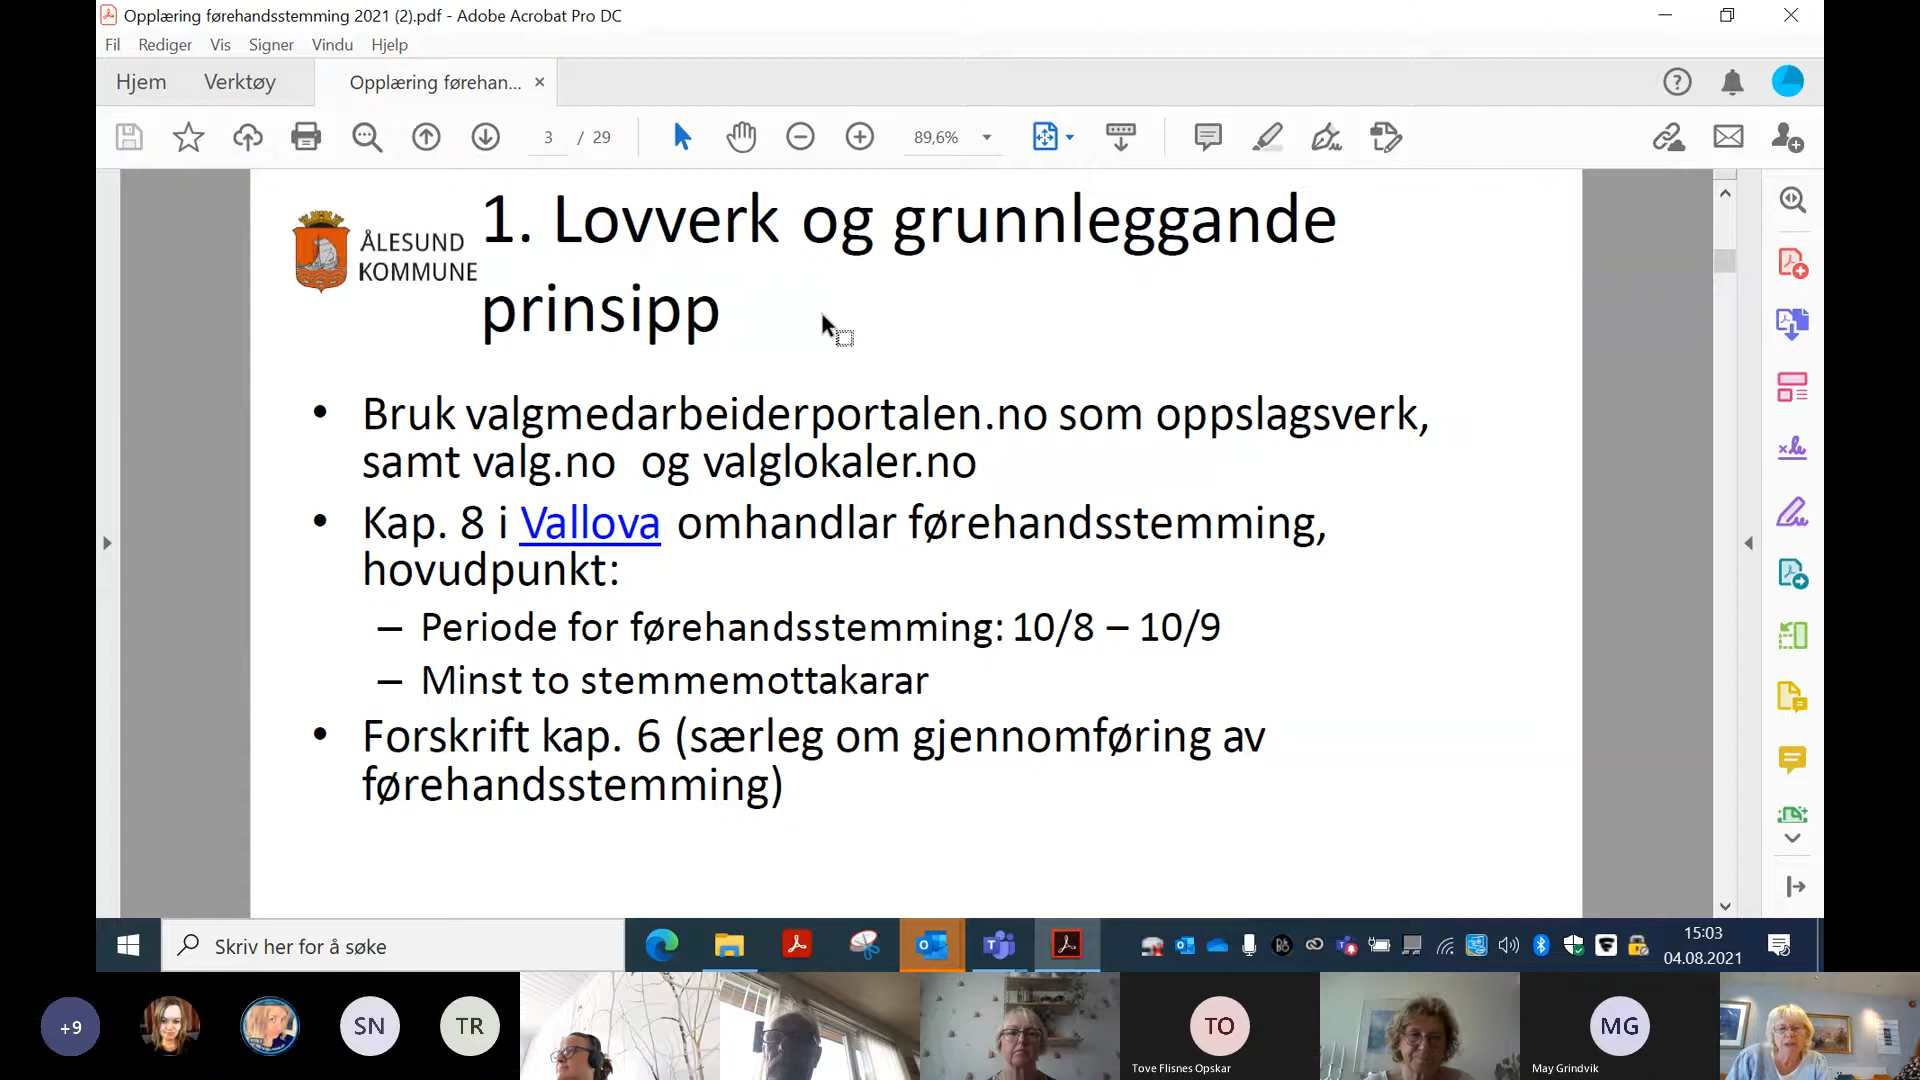 Opplæring førehandsstemming 2021 (2).pdf - Adobe Acrobat Pro DC
Fil Rediger Vis Signer Vindu Hjelp
Hjem Verktøy Opplæring førehan... ×
3 / 29 89,6%
ÅLESUND
KOMMUNE
1. Lovverk og grunnleggande
prinsipp
• Bruk valgmedarbeiderportalen.no som oppslagsverk,
samt valg.no og valglokaler.no
• Kap. 8 i Vallova omhandlar førehandsstemming,
hovudpunkt:
– Periode for førehandsstemming: 10/8 – 10/9
– Minst to stemmemottakarar
• Forskrift kap. 6 (særleg om gjennomføring av
førehandsstemming)
Skriv her for å søke
15:03
04.08.2021
+9 SN TR TO MG
Tove Flisnes Opskar
May Grindvik